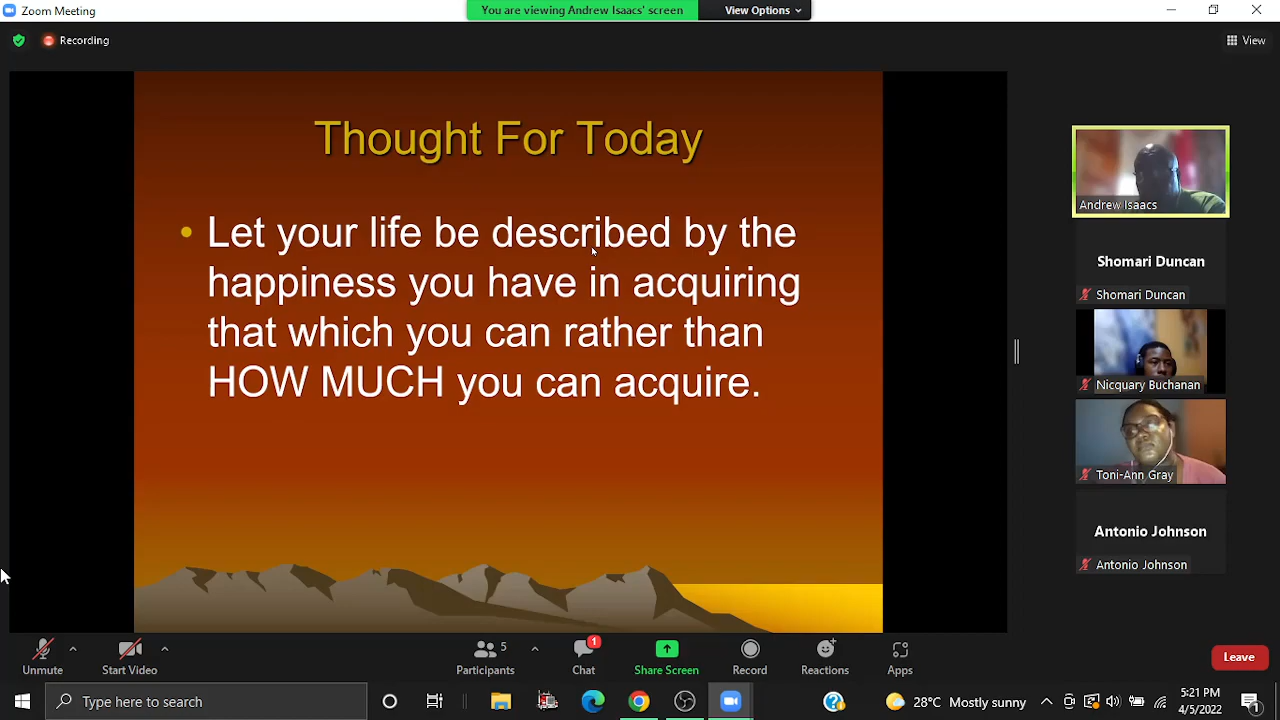 Zoom Meeting
You are viewing Andrew Isaacs' screen
View Options
Recording
View
Thought For Today
Let your life be described by the
happiness you have in acquiring
that which you can rather than
HOW MUCH you can acquire.
Andrew Isaacs
Shomari Duncan
Shomari Duncan
Nicquary Buchanan
Toni-Ann Gray
Antonio Johnson
Antonio Johnson
Unmute
Start Video
Participants
5
Chat
1
Share Screen
Record
Reactions
Apps
Leave
Type here to search
28°C Mostly sunny
5:21 PM
4/5/2022
1